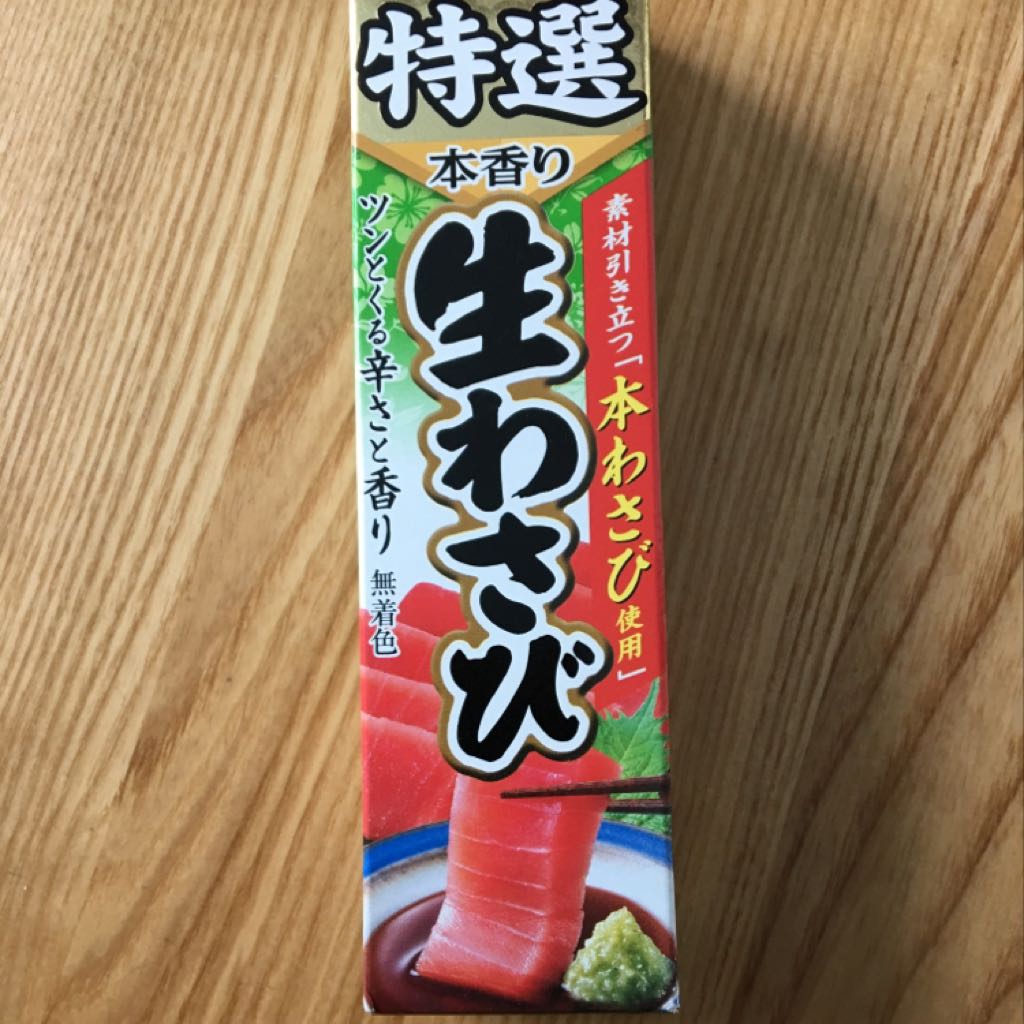 特選
本香り
生わさび
素材引き立つ「本わさび使用」
ツンとくる辛さと香り
無着色